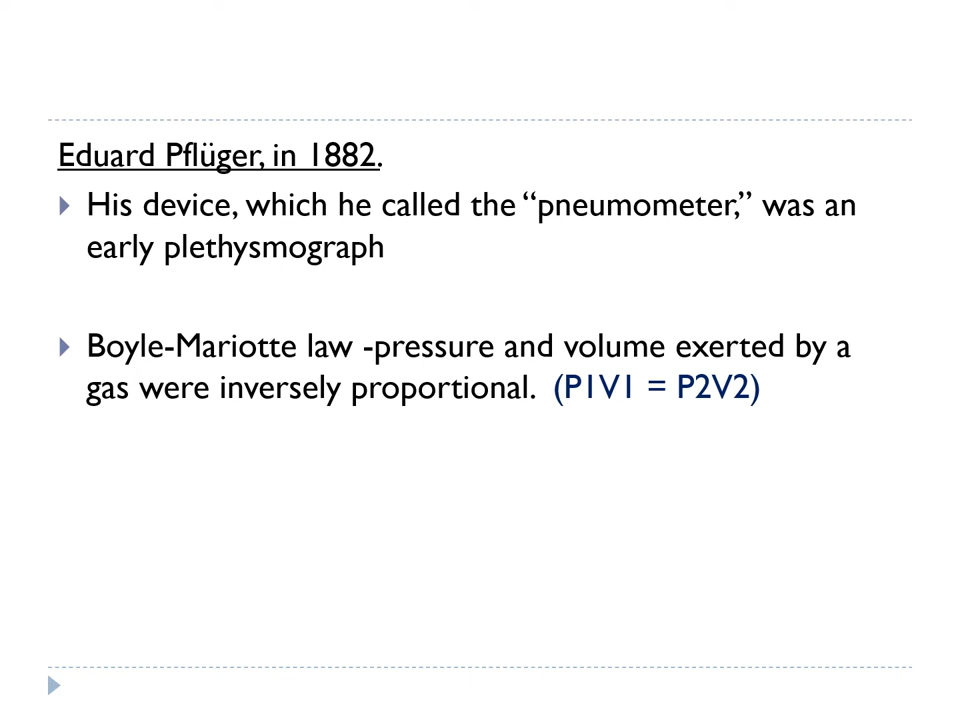 Eduard Pflüger, in 1882.
His device, which he called the “pneumometer,” was an
early plethysmograph
Boyle-Mariotte law -pressure and volume exerted by a
gas were inversely proportional.  (P1V1 = P2V2)